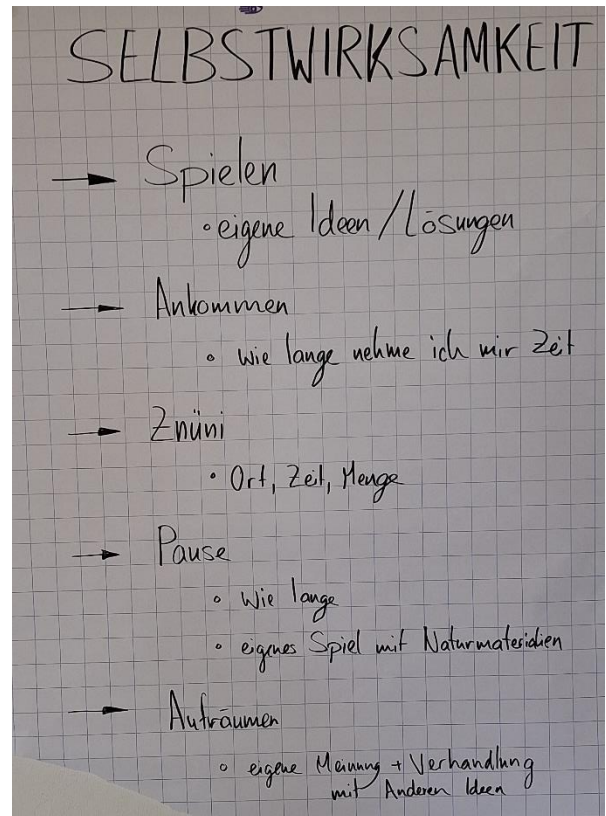 SELBSTWIRKSAMKEIT
→ Spielen
• eigene Ideen / Lösungen
→ Ankommen
• wie lange nehme ich mir Zeit
→ Znüni
• Ort, Zeit, Menge
→ Pause
• Wie lange
• eigenes Spiel mit Naturmaterialien
→ Aufräumen
• eigene Meinung + Verhandlung
mit Anderen Ideen